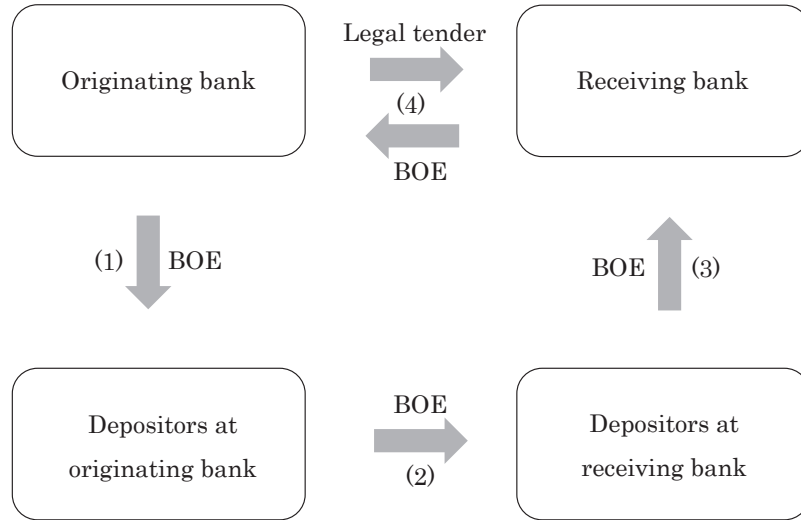 Legal tender
Originating bank
Receiving bank
(4)
BOE
(1)
BOE
BOE
(3)
BOE
Depositors at
originating bank
(2)
Depositors at
receiving bank